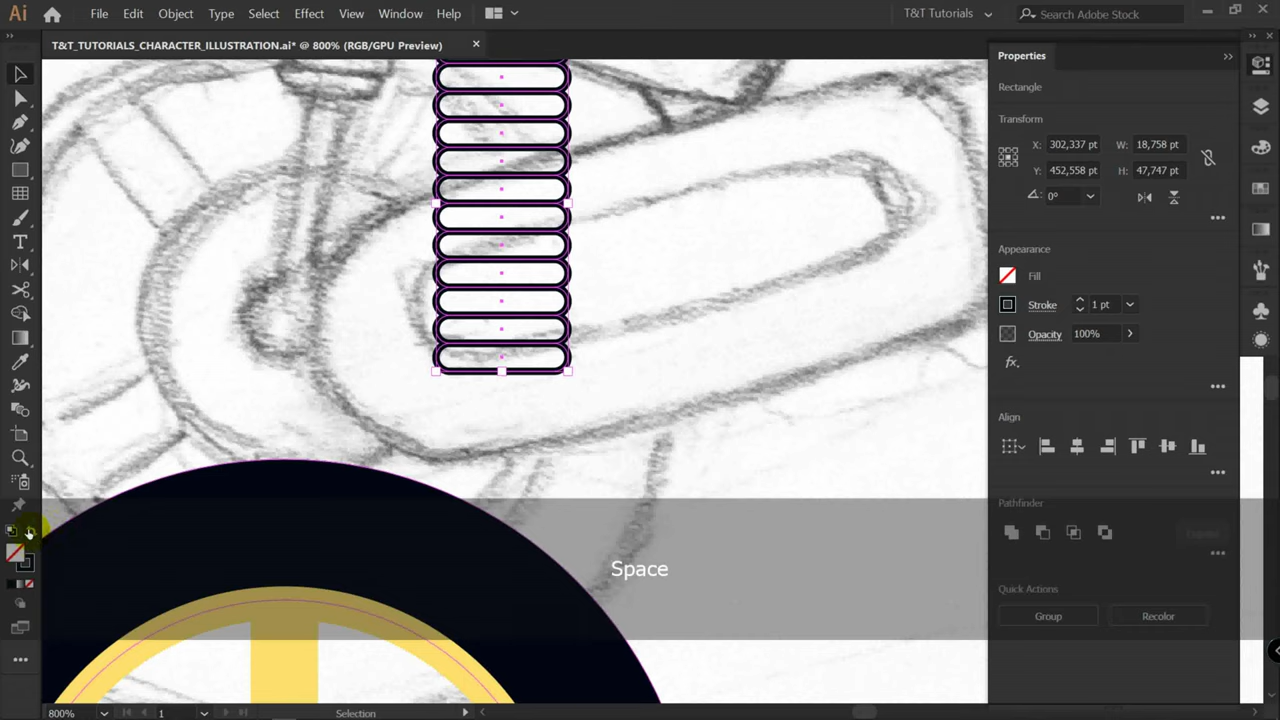 Ai File Edit Object Type Select Effect View Window Help T&T Tutorials Search Adobe Stock
T&T_TUTORIALS_CHARACTER_ILLUSTRATION.ai* @ 800% (RGB/GPU Preview)
Properties
Rectangle
Transform
X: 302,337 pt W: 18,758 pt
Y: 452,558 pt H: 47,747 pt
0°
Appearance
Fill
Stroke 1 pt
Opacity 100%
fx
Align
Pathfinder
Space
Quick Actions
Group Recolor
800% 1 Selection